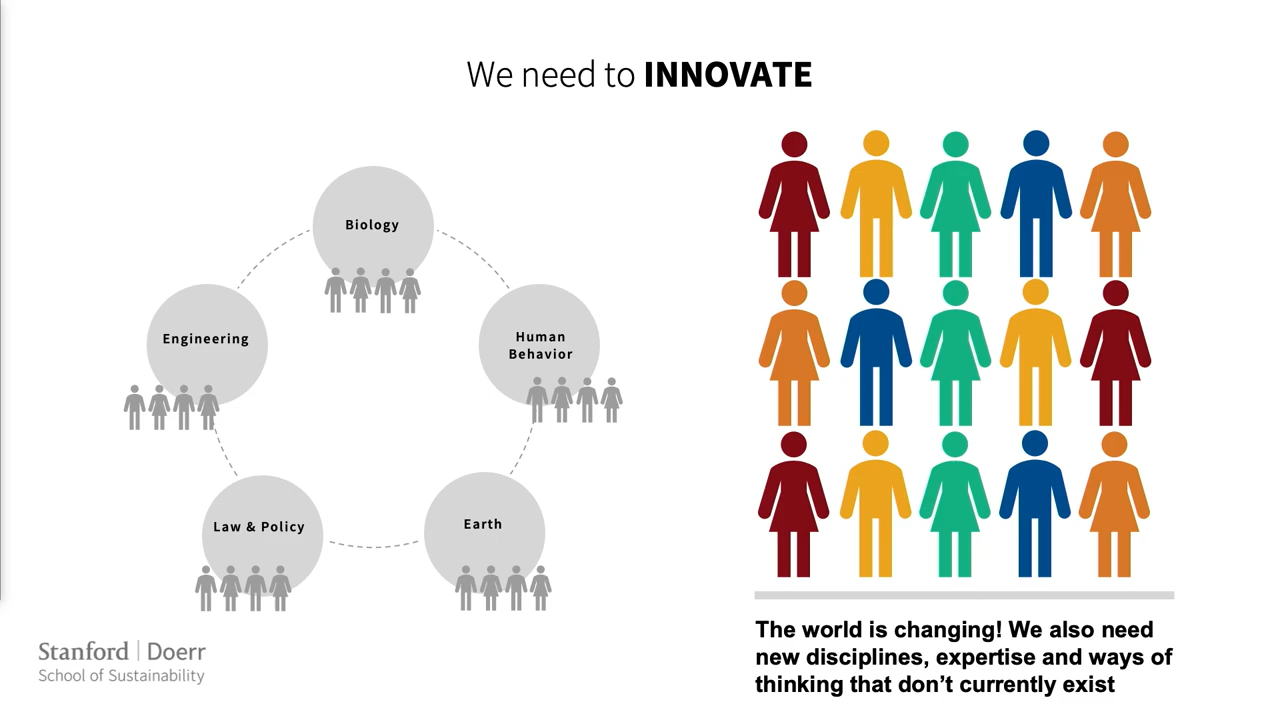 We need to INNOVATE
Biology
Engineering
Human
Behavior
Law & Policy
Earth
Stanford | Doerr
School of Sustainability
The world is changing! We also need
new disciplines, expertise and ways of
thinking that don’t currently exist